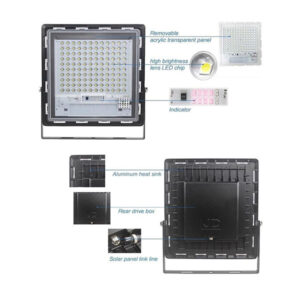 Removable
acrylic transparent panel
high brightness
lens LED chip
Indicator
Aluminum heat sink
Rear drive box
Solar panel link line